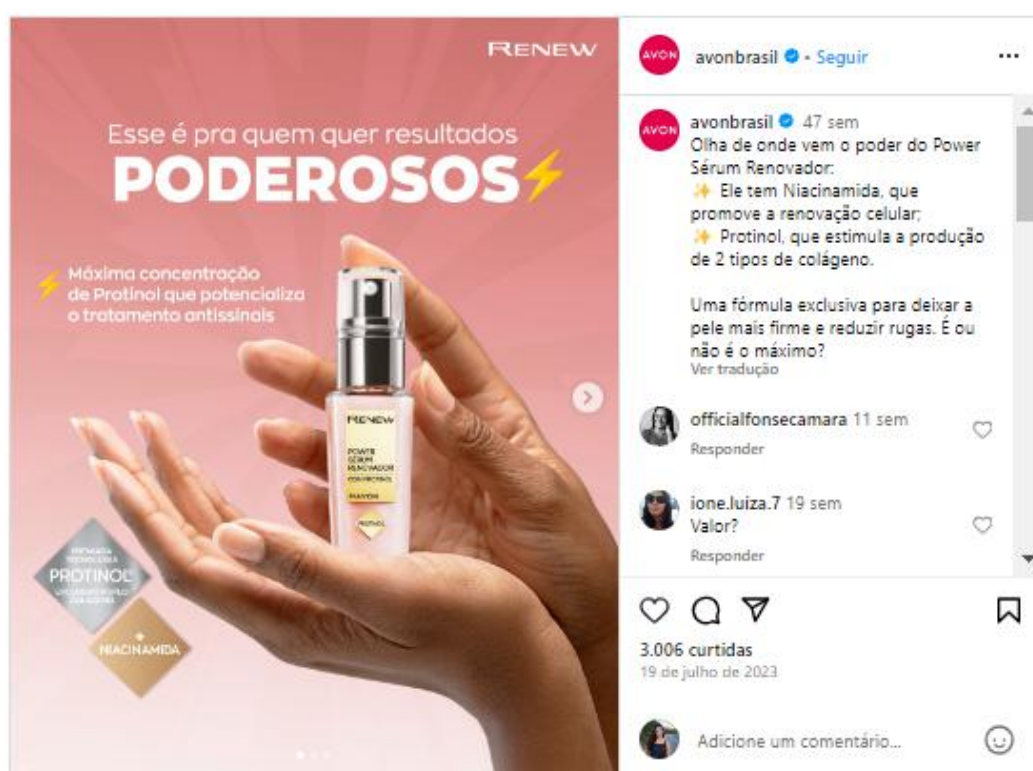 RENEW
Esse é pra quem quer resultados
PODEROSOS
Máxima concentração
de Protinol que potencializa
o tratamento antissinais
RENEW
POWER
SÉRUM
RENOVADOR
COM PROTINOL
AVON
PROTINOL
PROTINOL
+
NIACINAMIDA
AVON
avonbrasil • Seguir
AVON
avonbrasil 47 sem
Olha de onde vem o poder do Power
Sérum Renovador:
✨ Ele tem Niacinamida, que
promove a renovação celular;
✨ Protinol, que estimula a produção
de 2 tipos de colágeno.
Uma fórmula exclusiva para deixar a
pele mais firme e reduzir rugas. É ou
não é o máximo?
Ver tradução
officialfonsecamara 11 sem
Responder
ione.luiza.7 19 sem
Valor?
Responder
3.006 curtidas
19 de julho de 2023
Adicione um comentário...